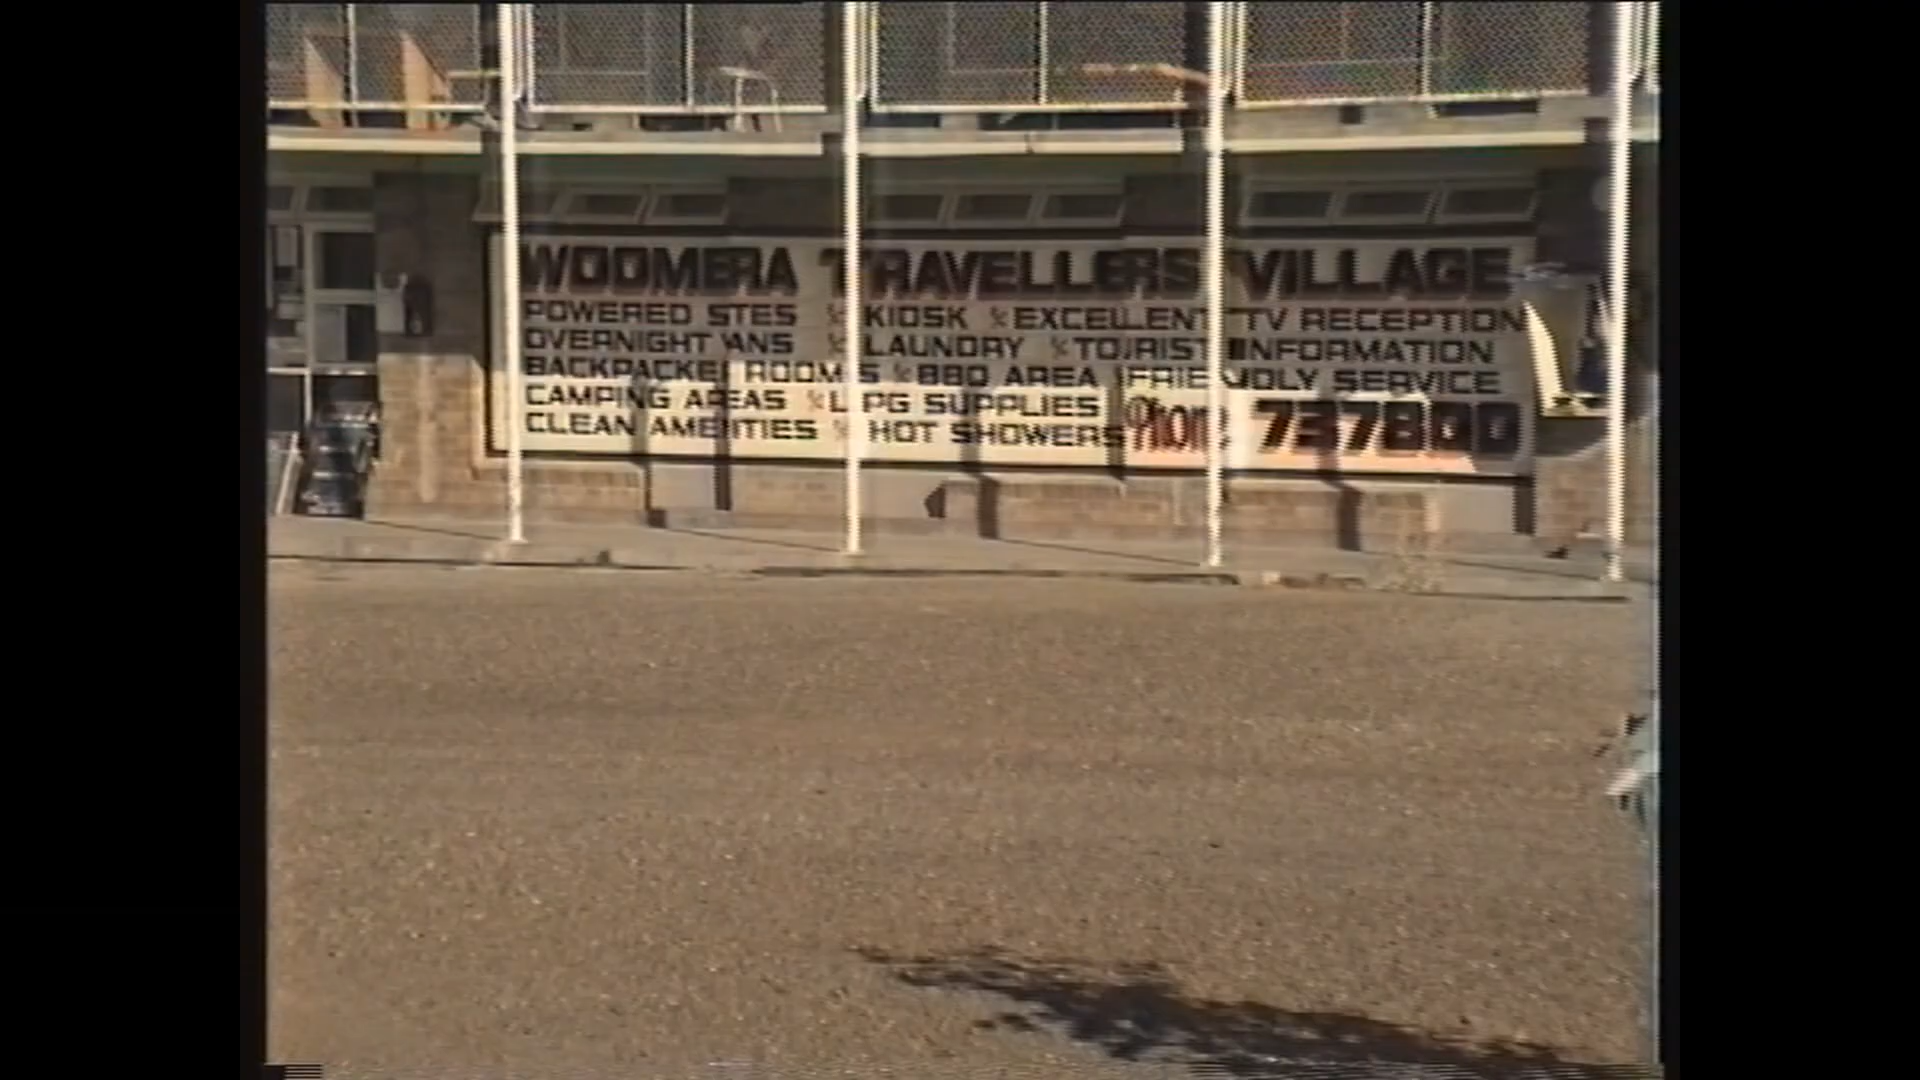 WOOMERA TRAVELLERS VILLAGE
POWERED SITES ☆ KIOSK ☆ EXCELLENT TV RECEPTION
OVERNIGHT VANS ☆ LAUNDRY ☆ TOURIST INFORMATION
BACKPACKER ROOMS ☆ BBQ AREA FRIENDLY SERVICE
CAMPING AREAS ☆ LPG SUPPLIES
CLEAN AMENITIES ☆ HOT SHOWERS Phone 737800